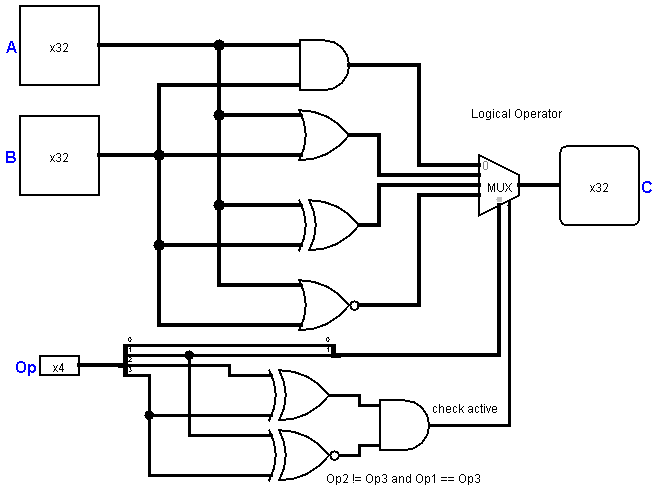 A
x32
Logical Operator
B
x32
0
MUX
x32
C
0
1
2
3
0
1
Op
x4
check active
Op2 != Op3 and Op1 == Op3